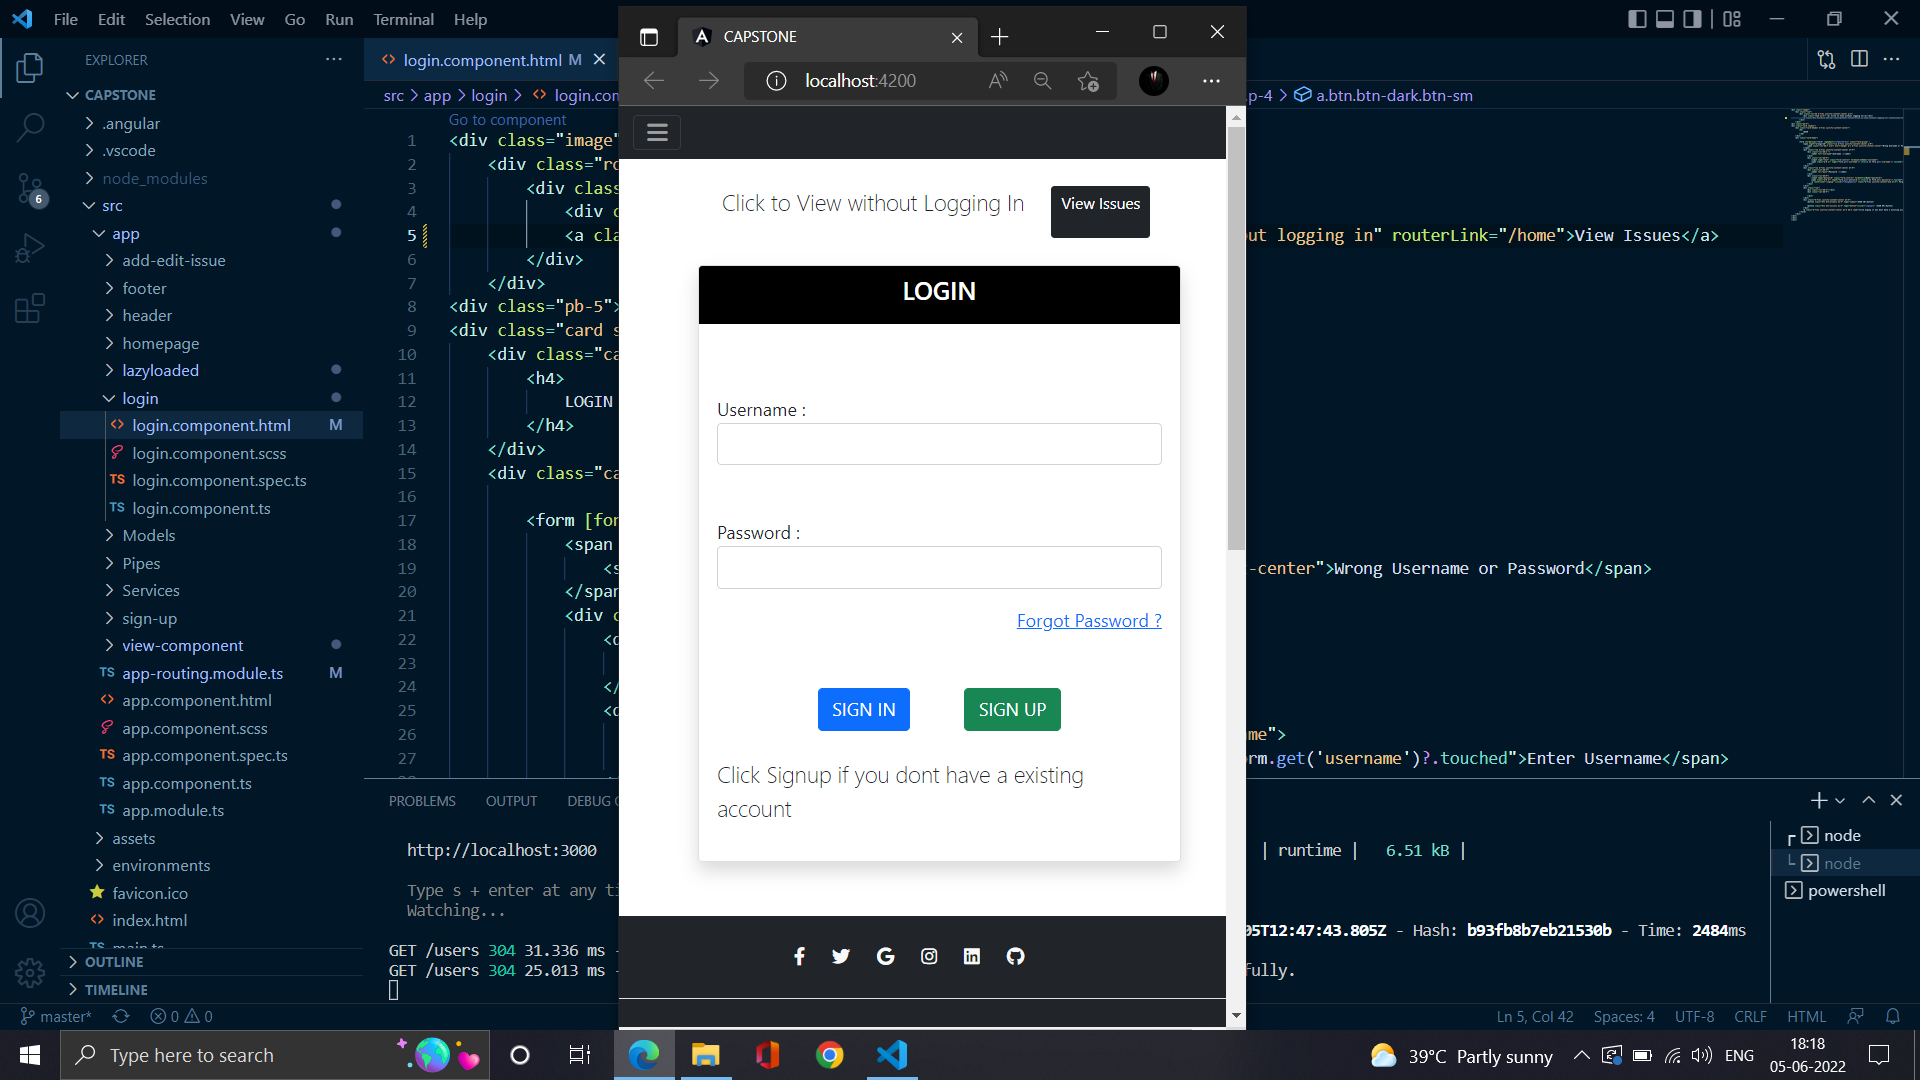 File Edit Selection View Go Run Terminal Help
CAPSTONE
localhost:4200
EXPLORER
CAPSTONE
.angular
.vscode
node_modules
src
app
add-edit-issue
footer
header
homepage
lazyloaded
login
login.component.html M
login.component.scss
TS login.component.spec.ts
TS login.component.ts
Models
Pipes
Services
sign-up
view-component
TS app-routing.module.ts M
app.component.html
app.component.scss
TS app.component.spec.ts
TS app.component.ts
TS app.module.ts
assets
environments
favicon.ico
index.html
TS main.ts
OUTLINE
TIMELINE
6
login.component.html M
src > app > login > login.con
p-4 > a.btn.btn-dark.btn-sm
Go to component
1 <div class="image"
2 <div class="ro
3 <div class
4 <div c
5 <a cla
ut logging in" routerLink="/home">View Issues</a>
6 </div>
7 </div>
8 <div class="pb-5">
9 <div class="card s
10 <div class="ca
11 <h4>
12 LOGIN
13 </h4>
14 </div>
15 <div class="ca
16
17 <form [for
18 <span
19 <s
-center">Wrong Username or Password</span>
20 </span
21 <div c
22 <d
23
24 </
25 <d
26
me">
27
rm.get('username')?.touched">Enter Username</span>
Click to View without Logging In
View Issues
LOGIN
Username :
Password :
Forgot Password ?
SIGN IN
SIGN UP
Click Signup if you dont have a existing
account
PROBLEMS OUTPUT DEBUG C
http://localhost:3000
| runtime | 6.51 kB |
Type s + enter at any ti
Watching...
05T12:47:43.805Z - Hash: b93fb8b7eb21530b - Time: 2484ms
GET /users 304 31.336 ms -
GET /users 304 25.013 ms -
fully.
node
node
powershell
master* 0 0
Ln 5, Col 42 Spaces: 4 UTF-8 CRLF HTML
Type here to search
39°C Partly sunny
ENG
18:18
05-06-2022